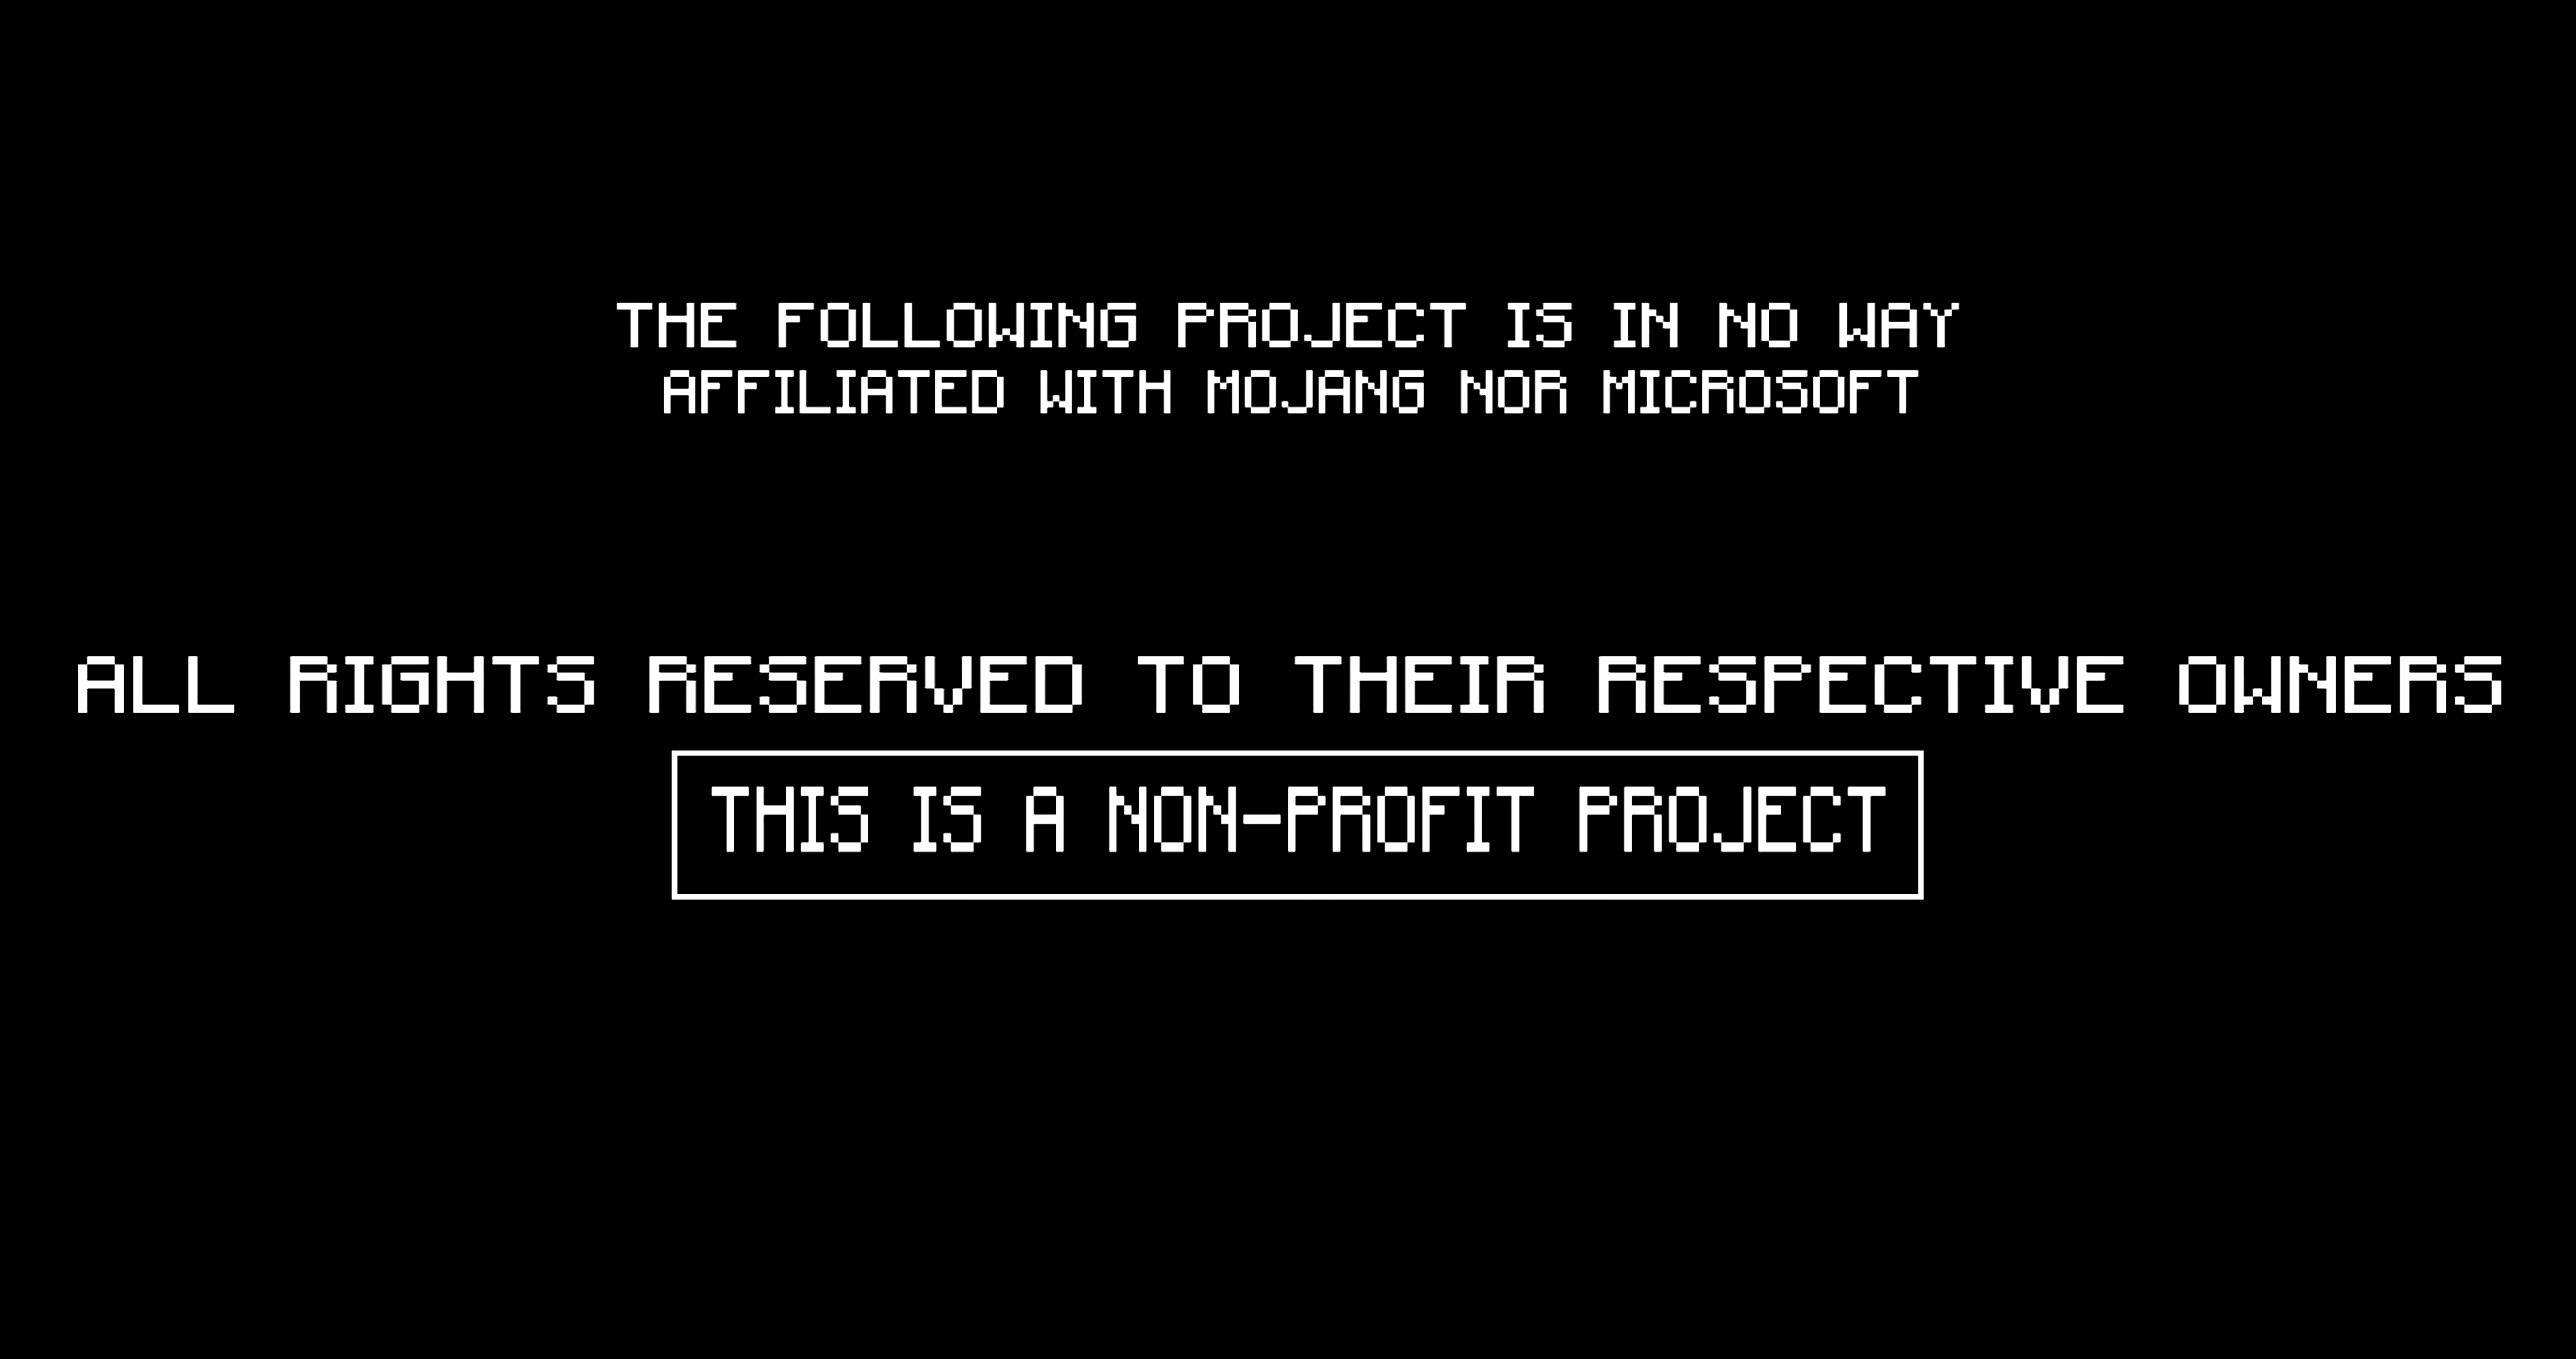 THE FOLLOWING PROJECT IS IN NO WAY
AFFILIATED WITH MOJANG NOR MICROSOFT
ALL RIGHTS RESERVED TO THEIR RESPECTIVE OWNERS
THIS IS A NON-PROFIT PROJECT